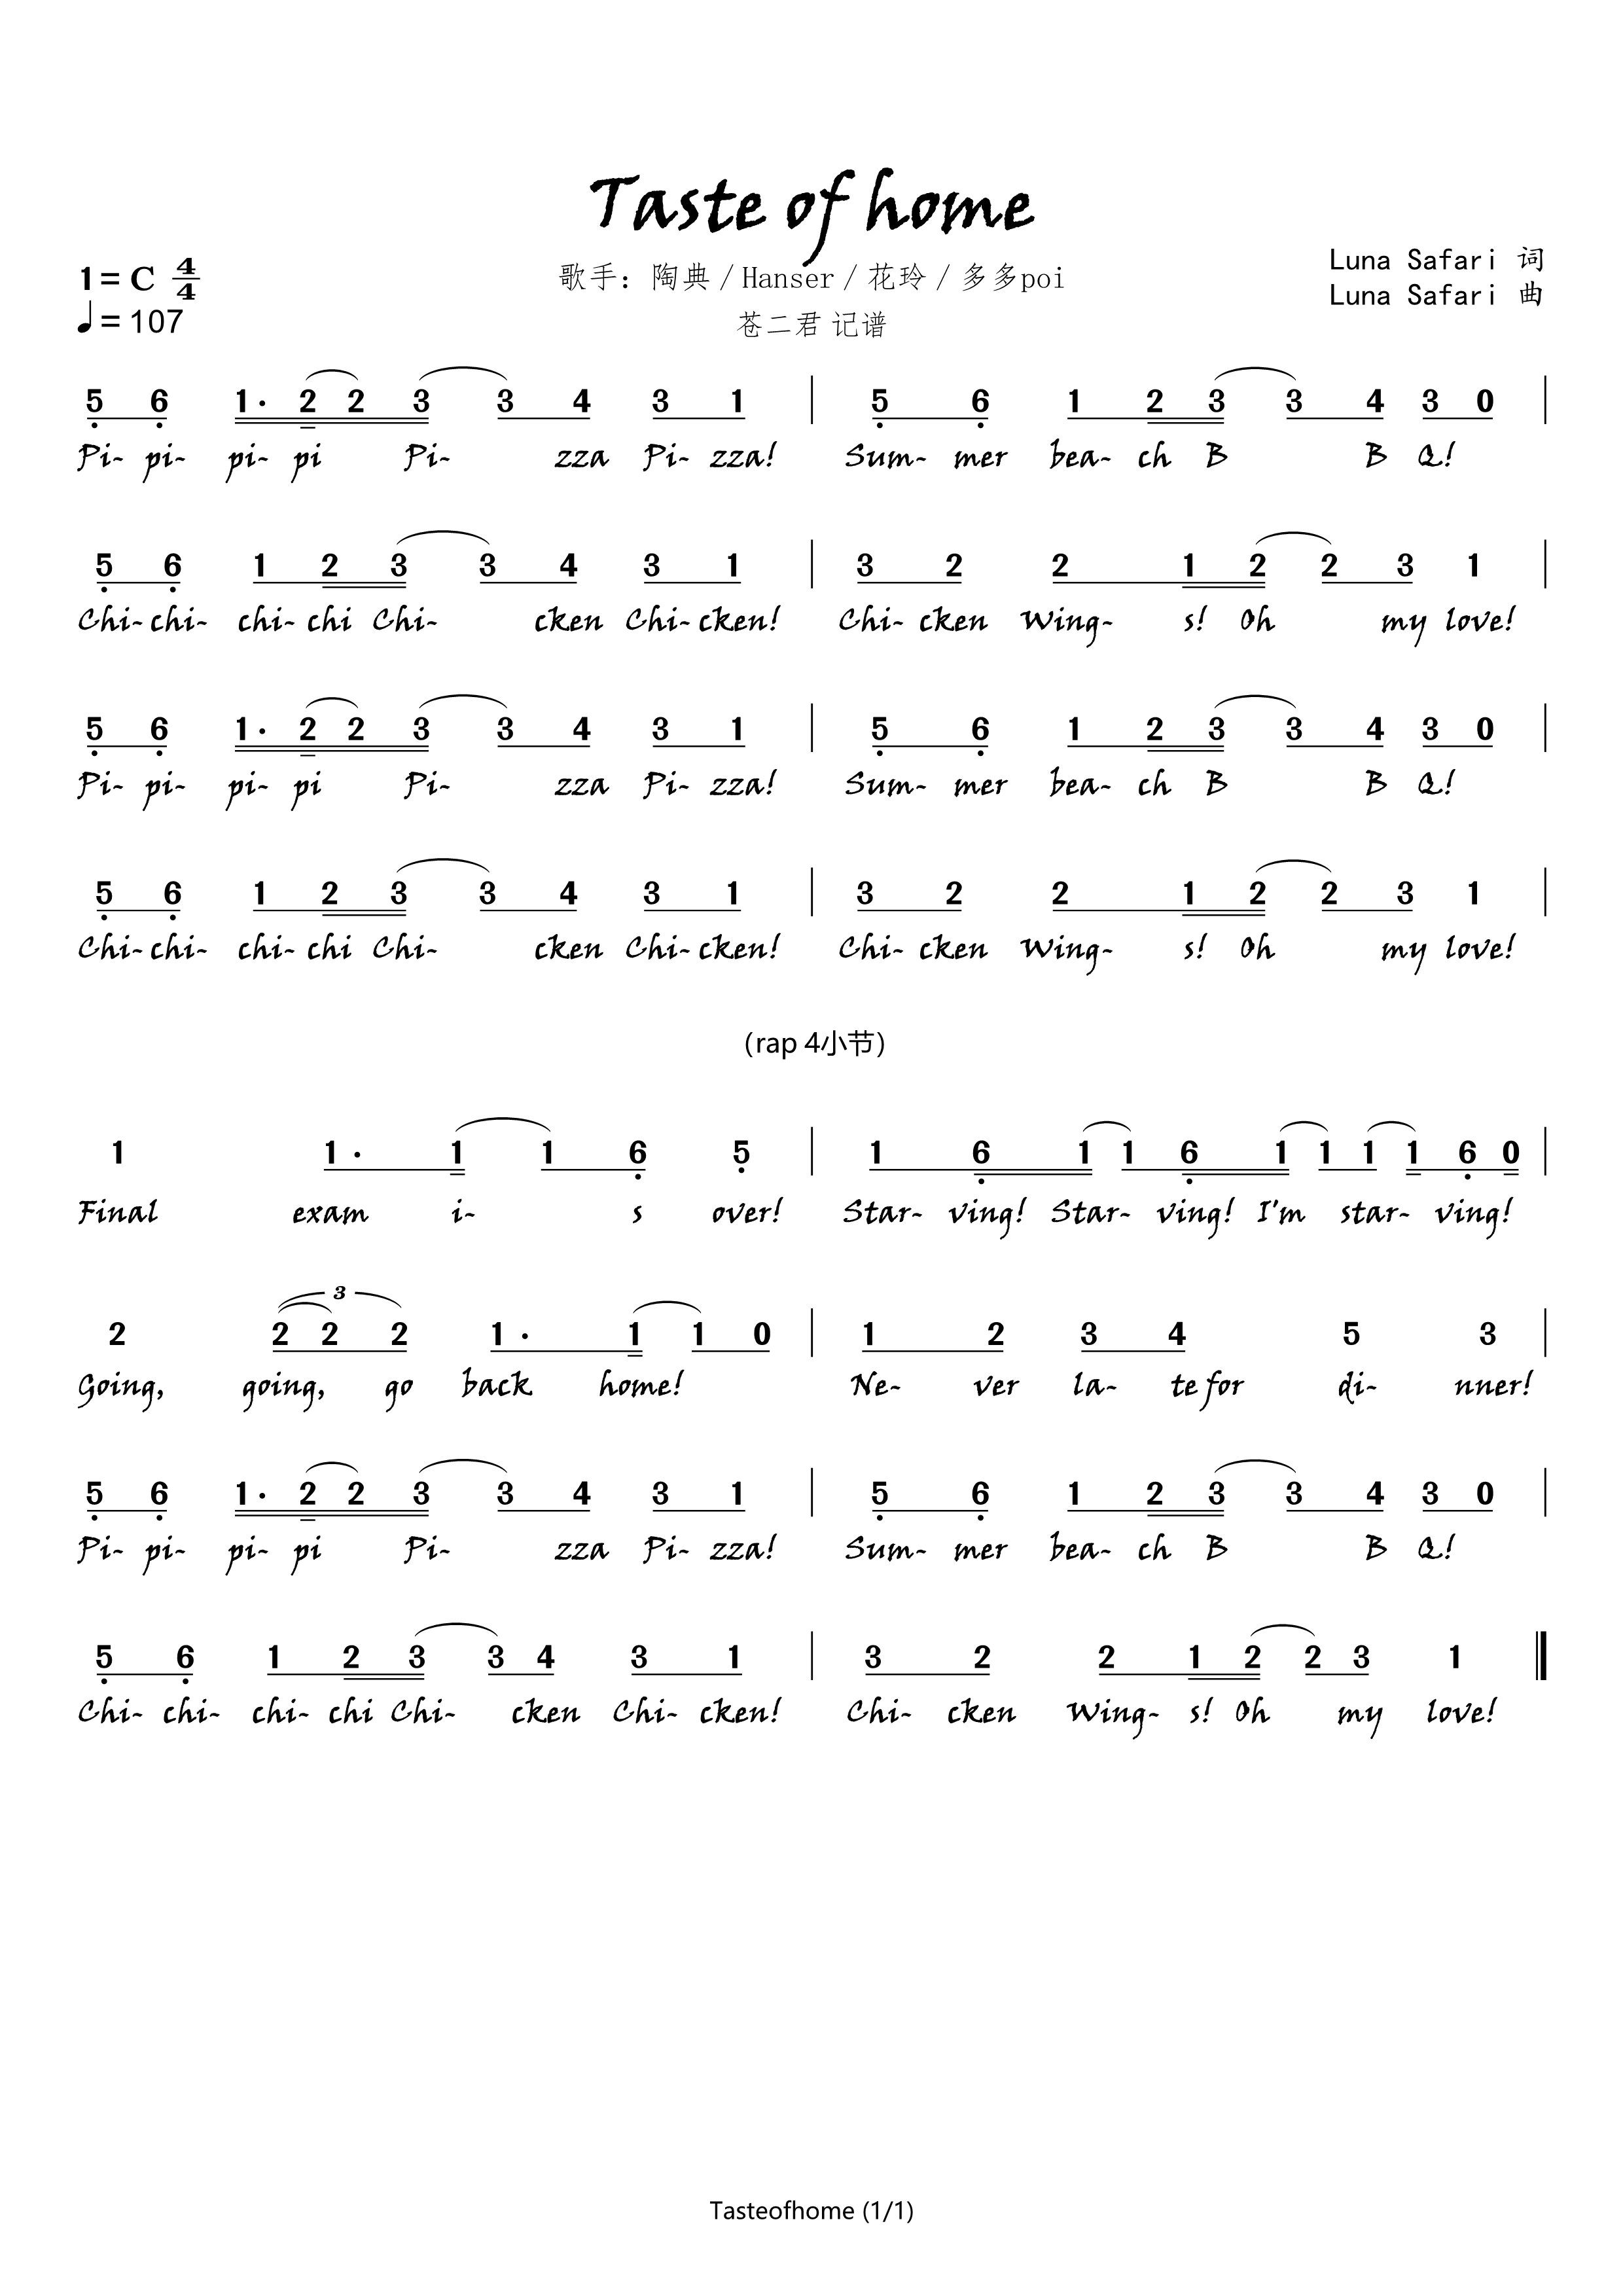 Taste of home
1=C 4/4
♩=107
歌手：陶典／Hanser／花玲／多多poi
苍二君 记谱
Luna Safari 词
Luna Safari 曲
5 6 1· 2 2 3 3 4 3 1 | 5 6 1 2 3 3 4 3 0 |
Pi- pi- pi- pi Pi- zza Pi- zza! Sum- mer bea- ch B B Q!
5 6 1 2 3 3 4 3 1 | 3 2 2 1 2 2 3 1 |
Chi- chi- chi- chi Chi- cken Chi- cken! Chi- cken Wing- s! Oh my love!
5 6 1· 2 2 3 3 4 3 1 | 5 6 1 2 3 3 4 3 0 |
Pi- pi- pi- pi Pi- zza Pi- zza! Sum- mer bea- ch B B Q!
5 6 1 2 3 3 4 3 1 | 3 2 2 1 2 2 3 1 |
Chi- chi- chi- chi Chi- cken Chi- cken! Chi- cken Wing- s! Oh my love!
(rap 4小节)
1 1· 1 1 6 5 | 1 6 1 1 6 1 1 1 1 6 0 |
Final exam i- s over! Star- ving! Star- ving! I'm star- ving!
3
2 2 2 2 1· 1 1 0 | 1 2 3 4 5 3 |
Going, going, go back home! Ne- ver la- te for di- nner!
5 6 1· 2 2 3 3 4 3 1 | 5 6 1 2 3 3 4 3 0 |
Pi- pi- pi- pi Pi- zza Pi- zza! Sum- mer bea- ch B B Q!
5 6 1 2 3 3 4 3 1 | 3 2 2 1 2 2 3 1
Chi- chi- chi- chi Chi- cken Chi- cken! Chi- cken Wing- s! Oh my love!
Tasteofhome (1/1)